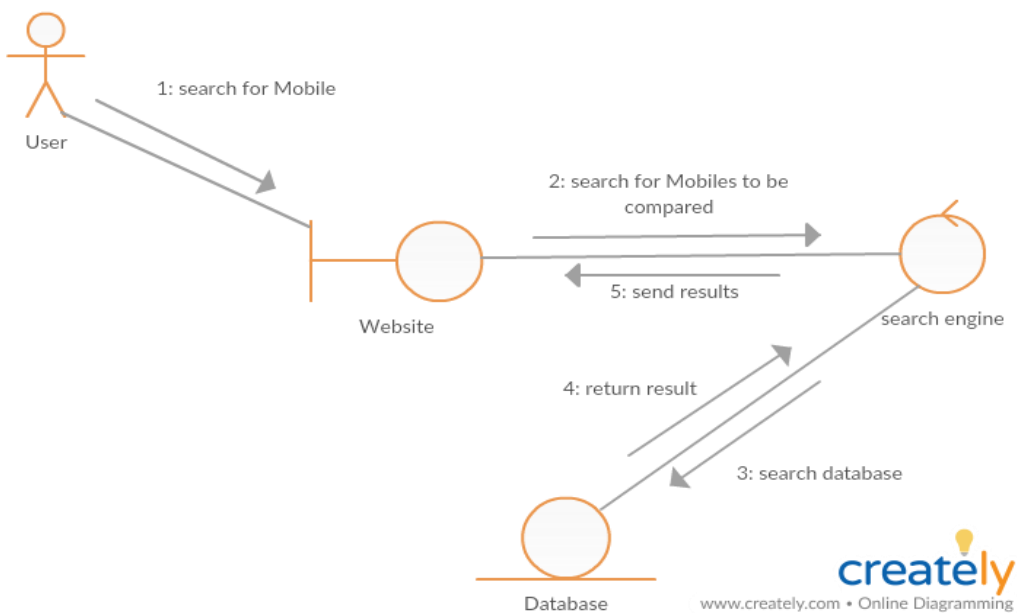 1: search for Mobile
User
2: search for Mobiles to be
compared
5: send results
Website
search engine
4: return result
3: search database
Database
creately
www.creately.com • Online Diagramming